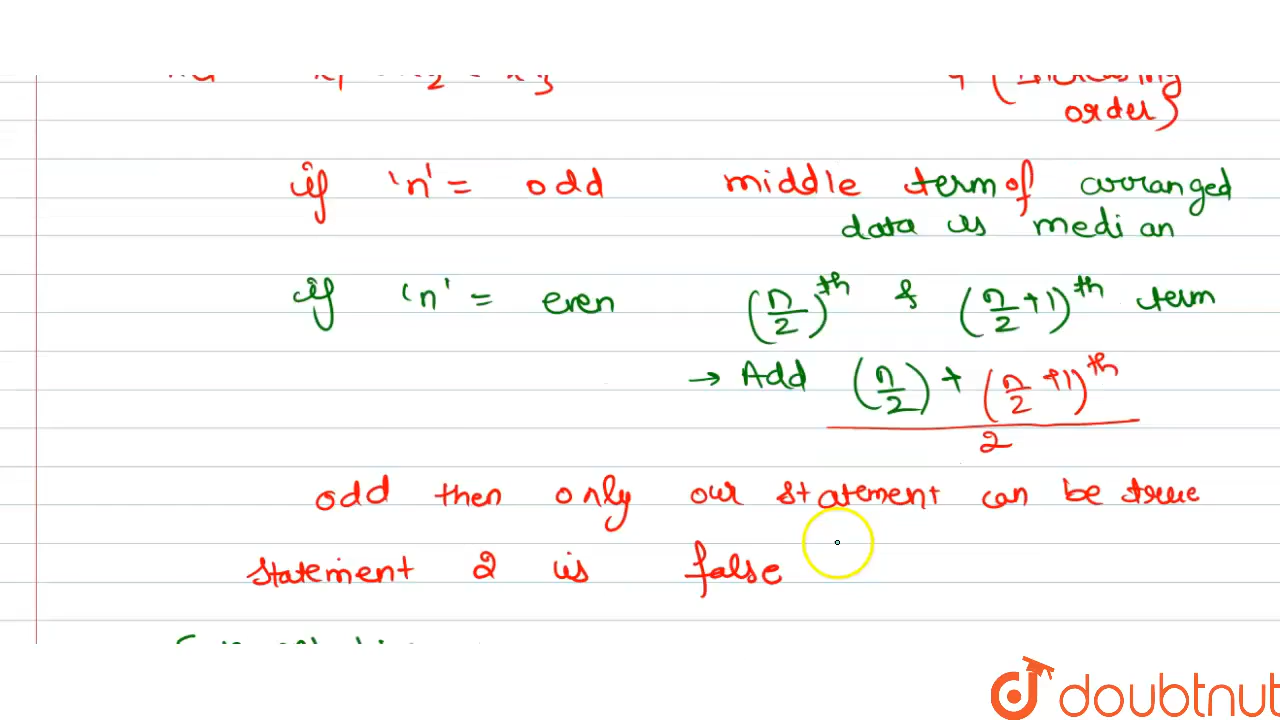 order)
if 'n' = odd middle term of arranged
data is median
if 'n' = even (n/2)th & (n/2+1)th term
→ Add (n/2) + (n/2+1)th
2
odd then only our statement can be true
statement 2 is false
doubtnut